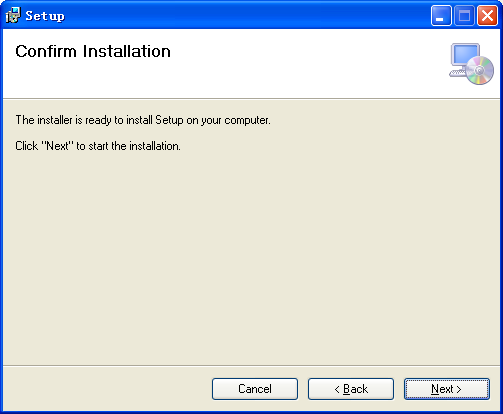 Setup
Confirm Installation
The installer is ready to install Setup on your computer.
Click "Next" to start the installation.
Cancel
< Back
Next >